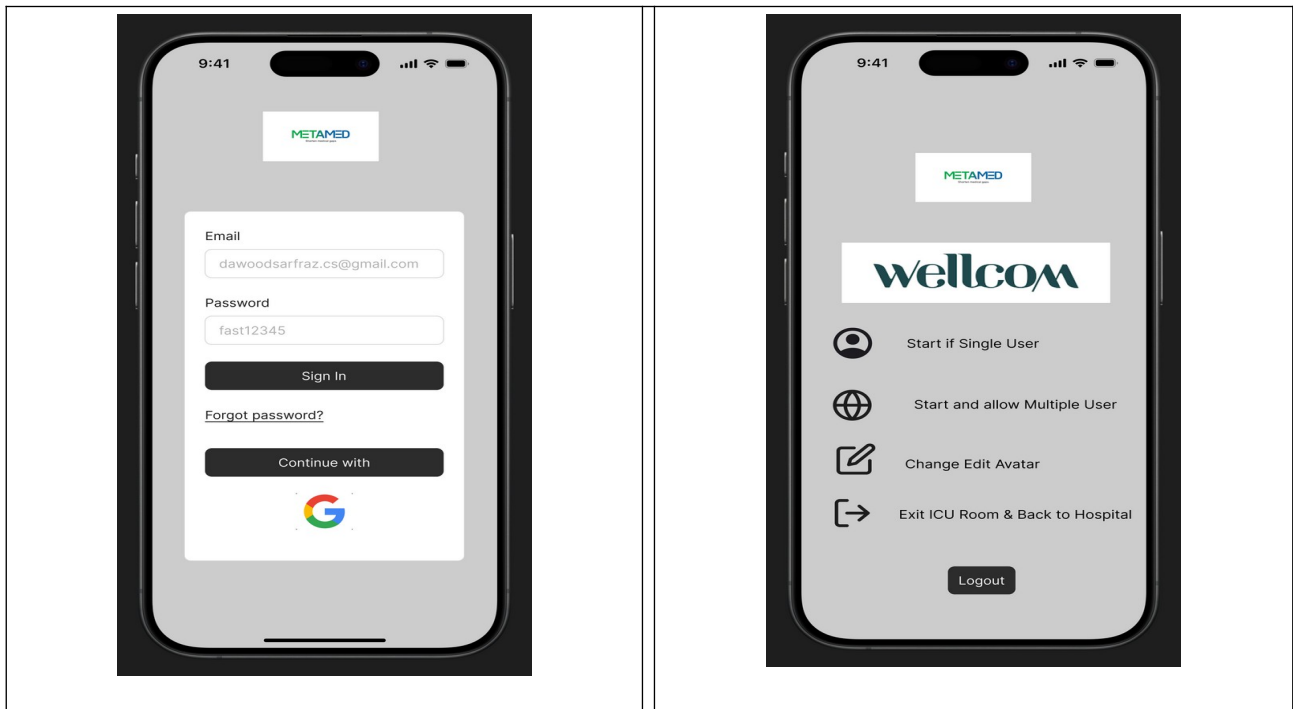 9:41
METAMED
Email
dawoodsarfraz.cs@gmail.com
Password
fast12345
Sign In
Forgot password?
Continue with
9:41
METAMED
wellcom
Start if Single User
Start and allow Multiple User
Change Edit Avatar
Exit ICU Room & Back to Hospital
Logout